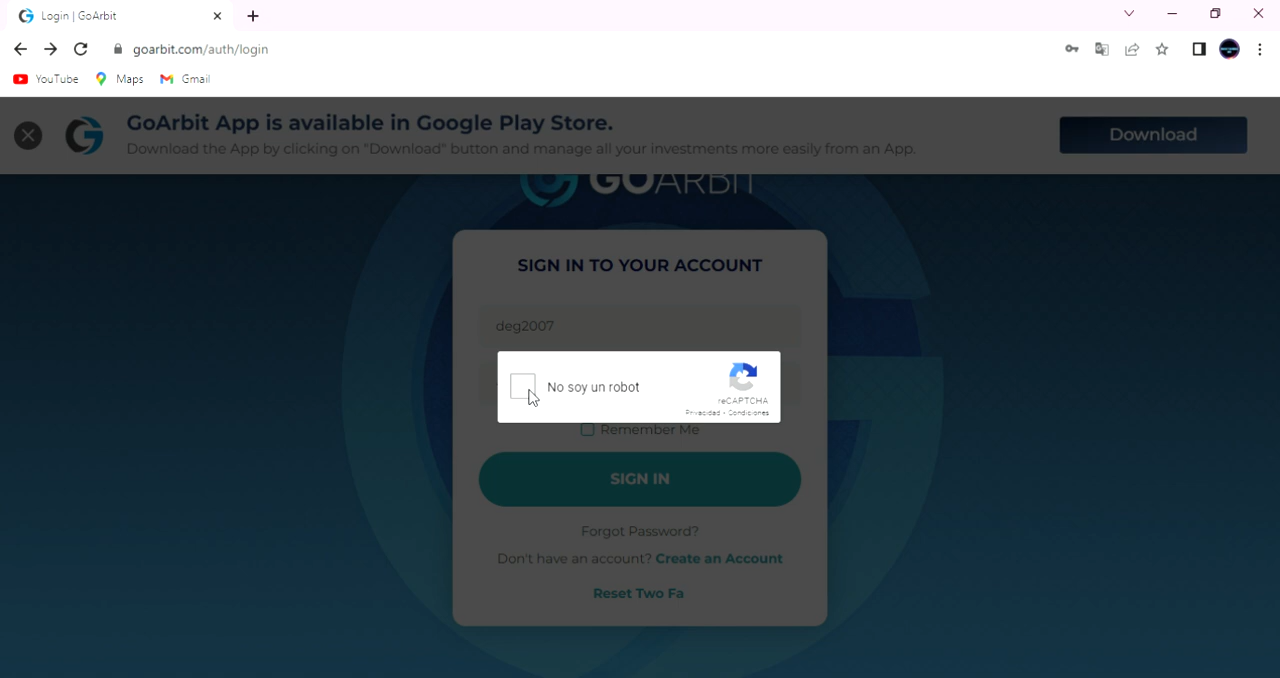 Login | GoArbit
goarbit.com/auth/login
YouTube Maps Gmail
GoArbit App is available in Google Play Store.
Download the App by clicking on "Download" button and manage all your investments more easily from an App.
Download
GOARBIT
SIGN IN TO YOUR ACCOUNT
deg2007
No soy un robot
reCAPTCHA
Privacidad - Condiciones
Remember Me
SIGN IN
Forgot Password?
Don't have an account? Create an Account
Reset Two Fa